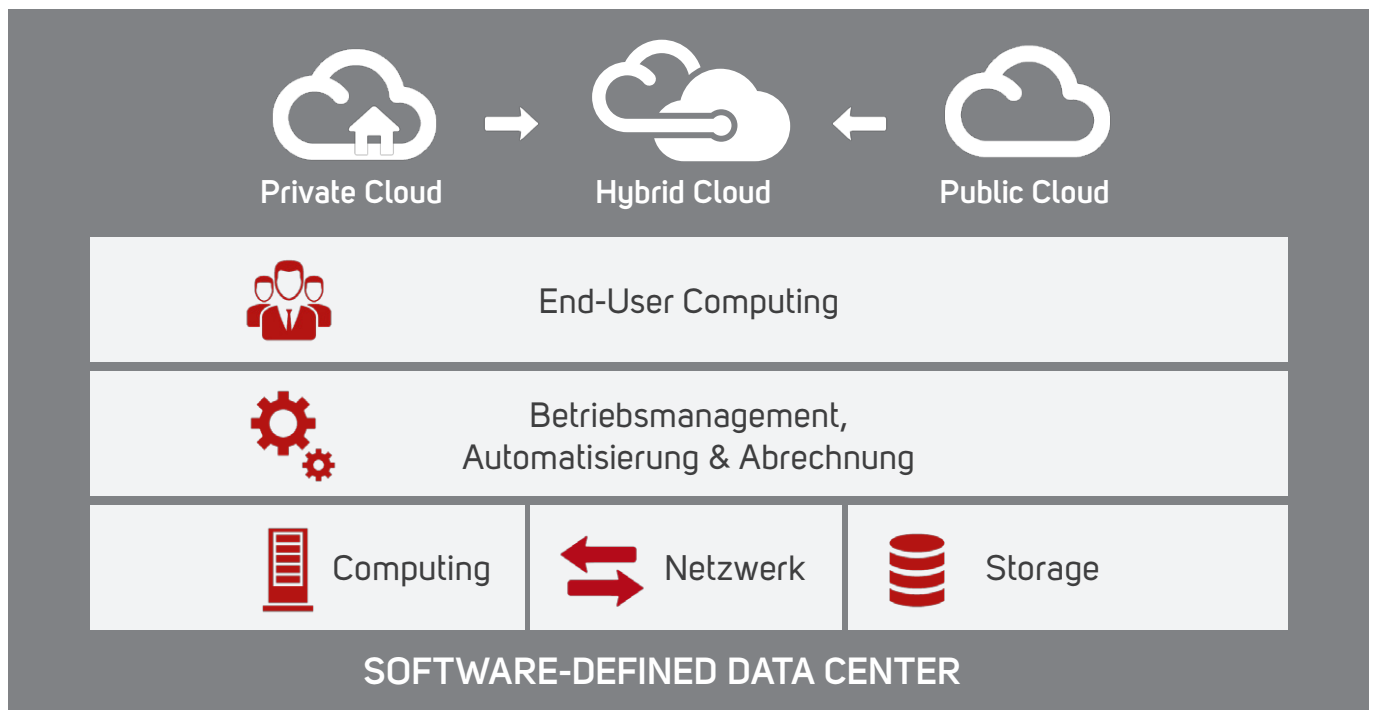 Private Cloud
Hybrid Cloud
Public Cloud
End-User Computing
Betriebsmanagement,
Automatisierung & Abrechnung
Computing
Netzwerk
Storage
SOFTWARE-DEFINED DATA CENTER